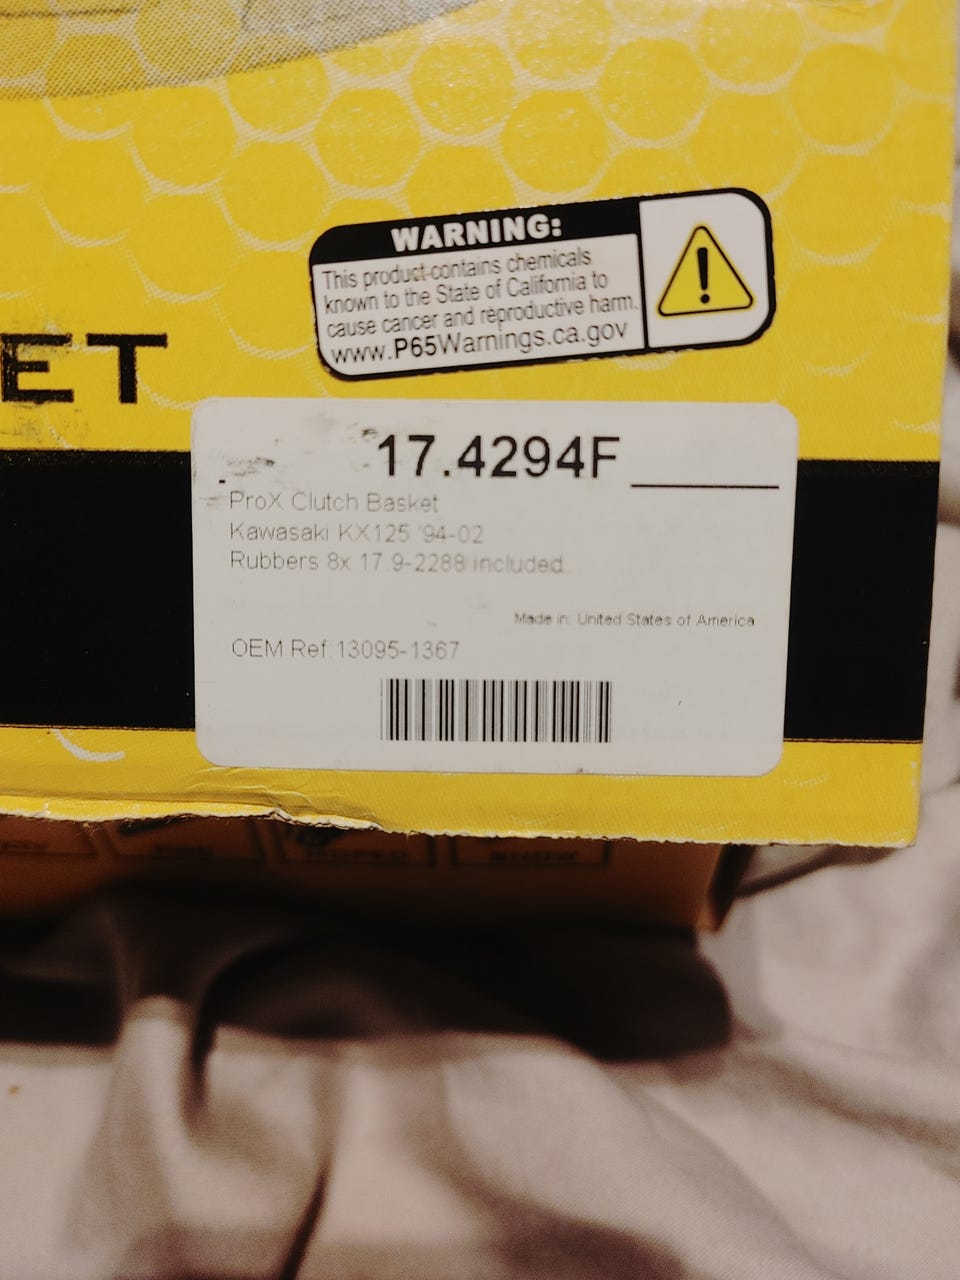 WARNING:
This product contains chemicals
known to the State of California to
cause cancer and reproductive harm.
www.P65Warnings.ca.gov
ET
17.4294F
ProX Clutch Basket
Kawasaki KX125 '94-02
Rubbers 8x 17.9-2288 included.
Made in: United States of America
OEM Ref:13095-1367